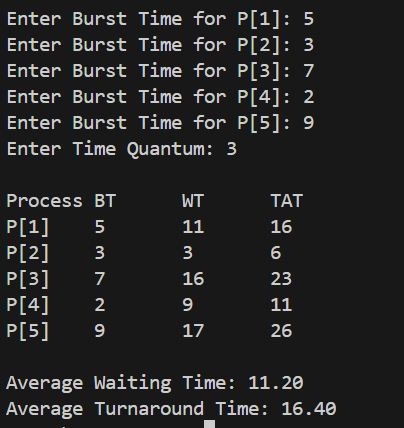 Enter Burst Time for P[1]: 5
Enter Burst Time for P[2]: 3
Enter Burst Time for P[3]: 7
Enter Burst Time for P[4]: 2
Enter Burst Time for P[5]: 9
Enter Time Quantum: 3

Process BT      WT      TAT
P[1]    5       11      16
P[2]    3       3       6
P[3]    7       16      23
P[4]    2       9       11
P[5]    9       17      26

Average Waiting Time: 11.20
Average Turnaround Time: 16.40